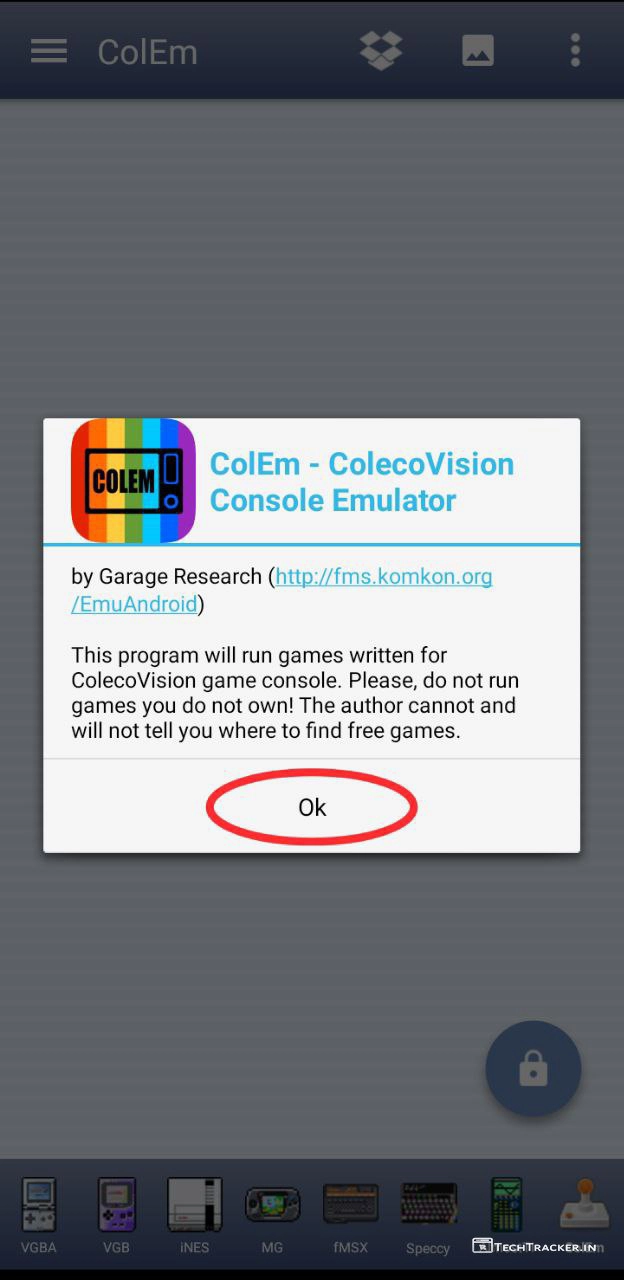 ColEm
COLEM
ColEm - ColecoVision
Console Emulator
by Garage Research (http://fms.komkon.org
/EmuAndroid)
This program will run games written for
ColecoVision game console. Please, do not run
games you do not own! The author cannot and
will not tell you where to find free games.
Ok
VGBA VGB iNES MG fMSX Speccy
TECHTRACKER.IN